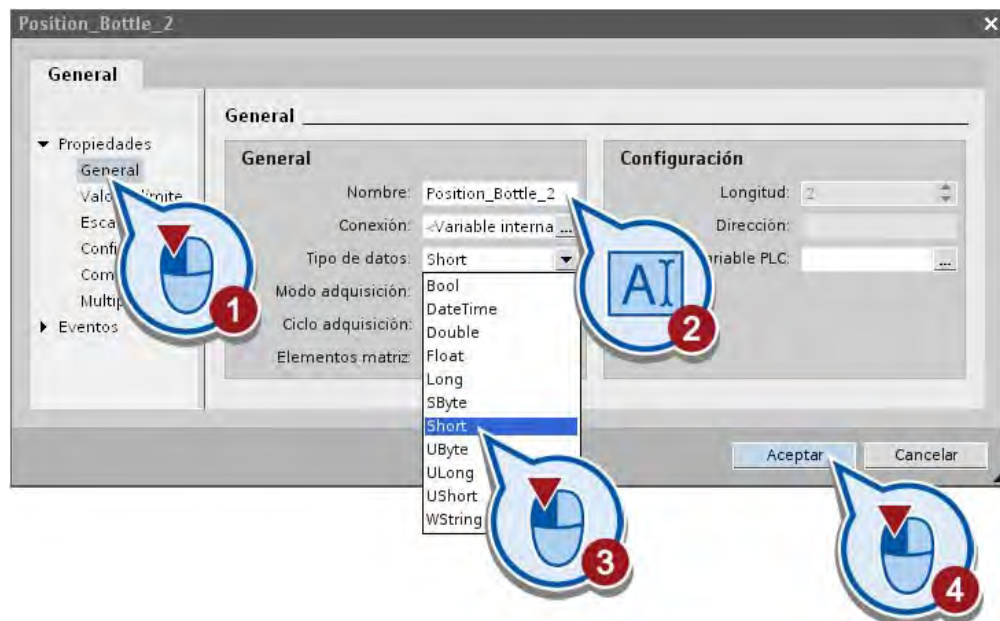 Position_Bottle_2
General
General
Propiedades
General
General
Configuración
Nombre: Position_Bottle_2
Longitud: 2
Conexión: <Variable interna ...
Dirección:
Tipo de datos: Short
PLC: ...
Modo adquisición:
Ciclo adquisición:
Elementos matriz:
Eventos
Bool
DateTime
Double
Float
Long
SByte
Short
UByte
ULong
UShort
WString
A
1
2
3
4
Aceptar
Cancelar